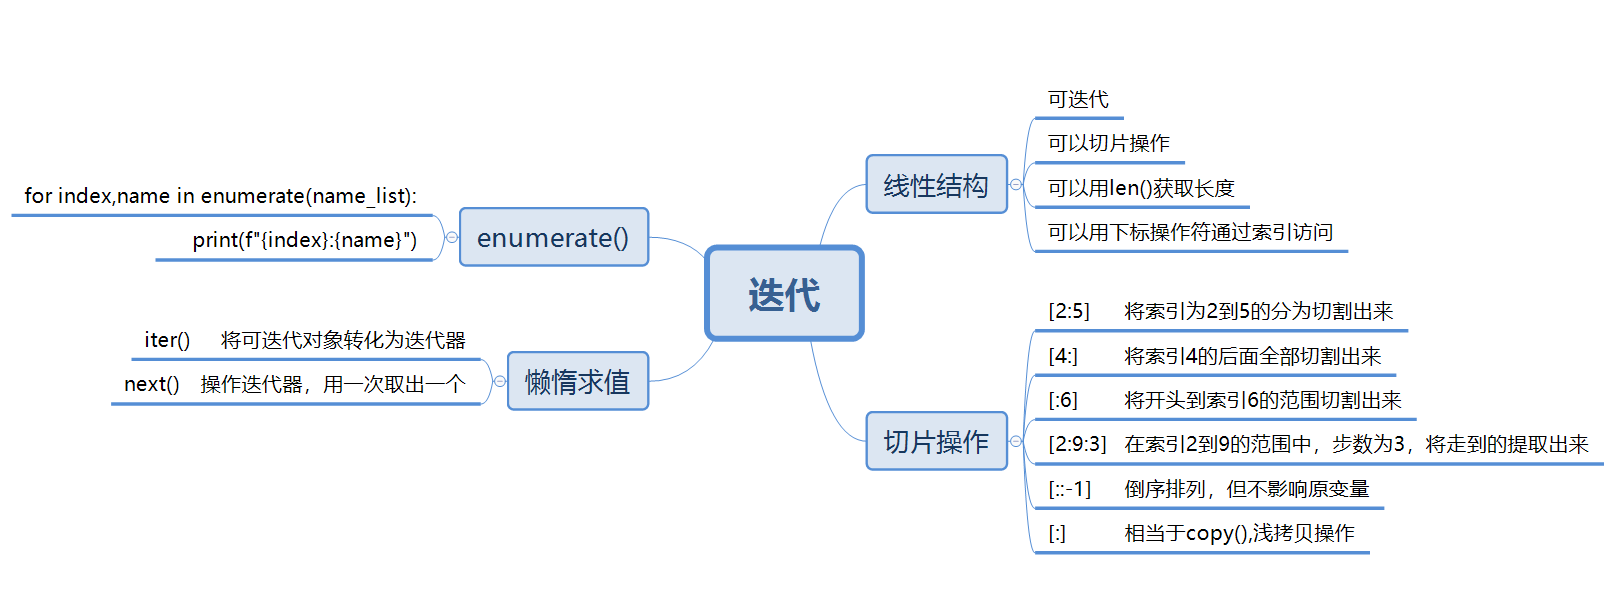 迭代
线性结构
可迭代
可以切片操作
可以用len()获取长度
可以用下标操作符通过索引访问
切片操作
[2:5] 将索引为2到5的分为切割出来
[4:] 将索引4的后面全部切割出来
[:6] 将开头到索引6的范围切割出来
[2:9:3] 在索引2到9的范围中，步数为3，将走到的提取出来
[::-1] 倒序排列，但不影响原变量
[:] 相当于copy(),浅拷贝操作
enumerate()
for index,name in enumerate(name_list):
print(f"{index}:{name}")
懒惰求值
iter() 将可迭代对象转化为迭代器
next() 操作迭代器，用一次取出一个